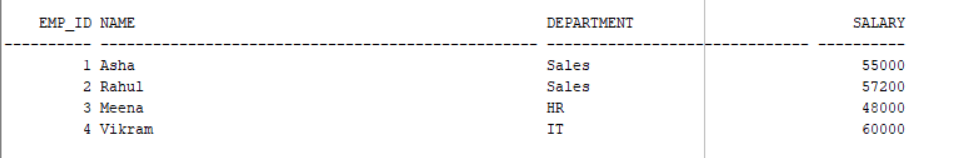 EMP_ID NAME DEPARTMENT SALARY
---------- -------------------------------------------------- ------------------------------ ----------
1 Asha Sales 55000
2 Rahul Sales 57200
3 Meena HR 48000
4 Vikram IT 60000